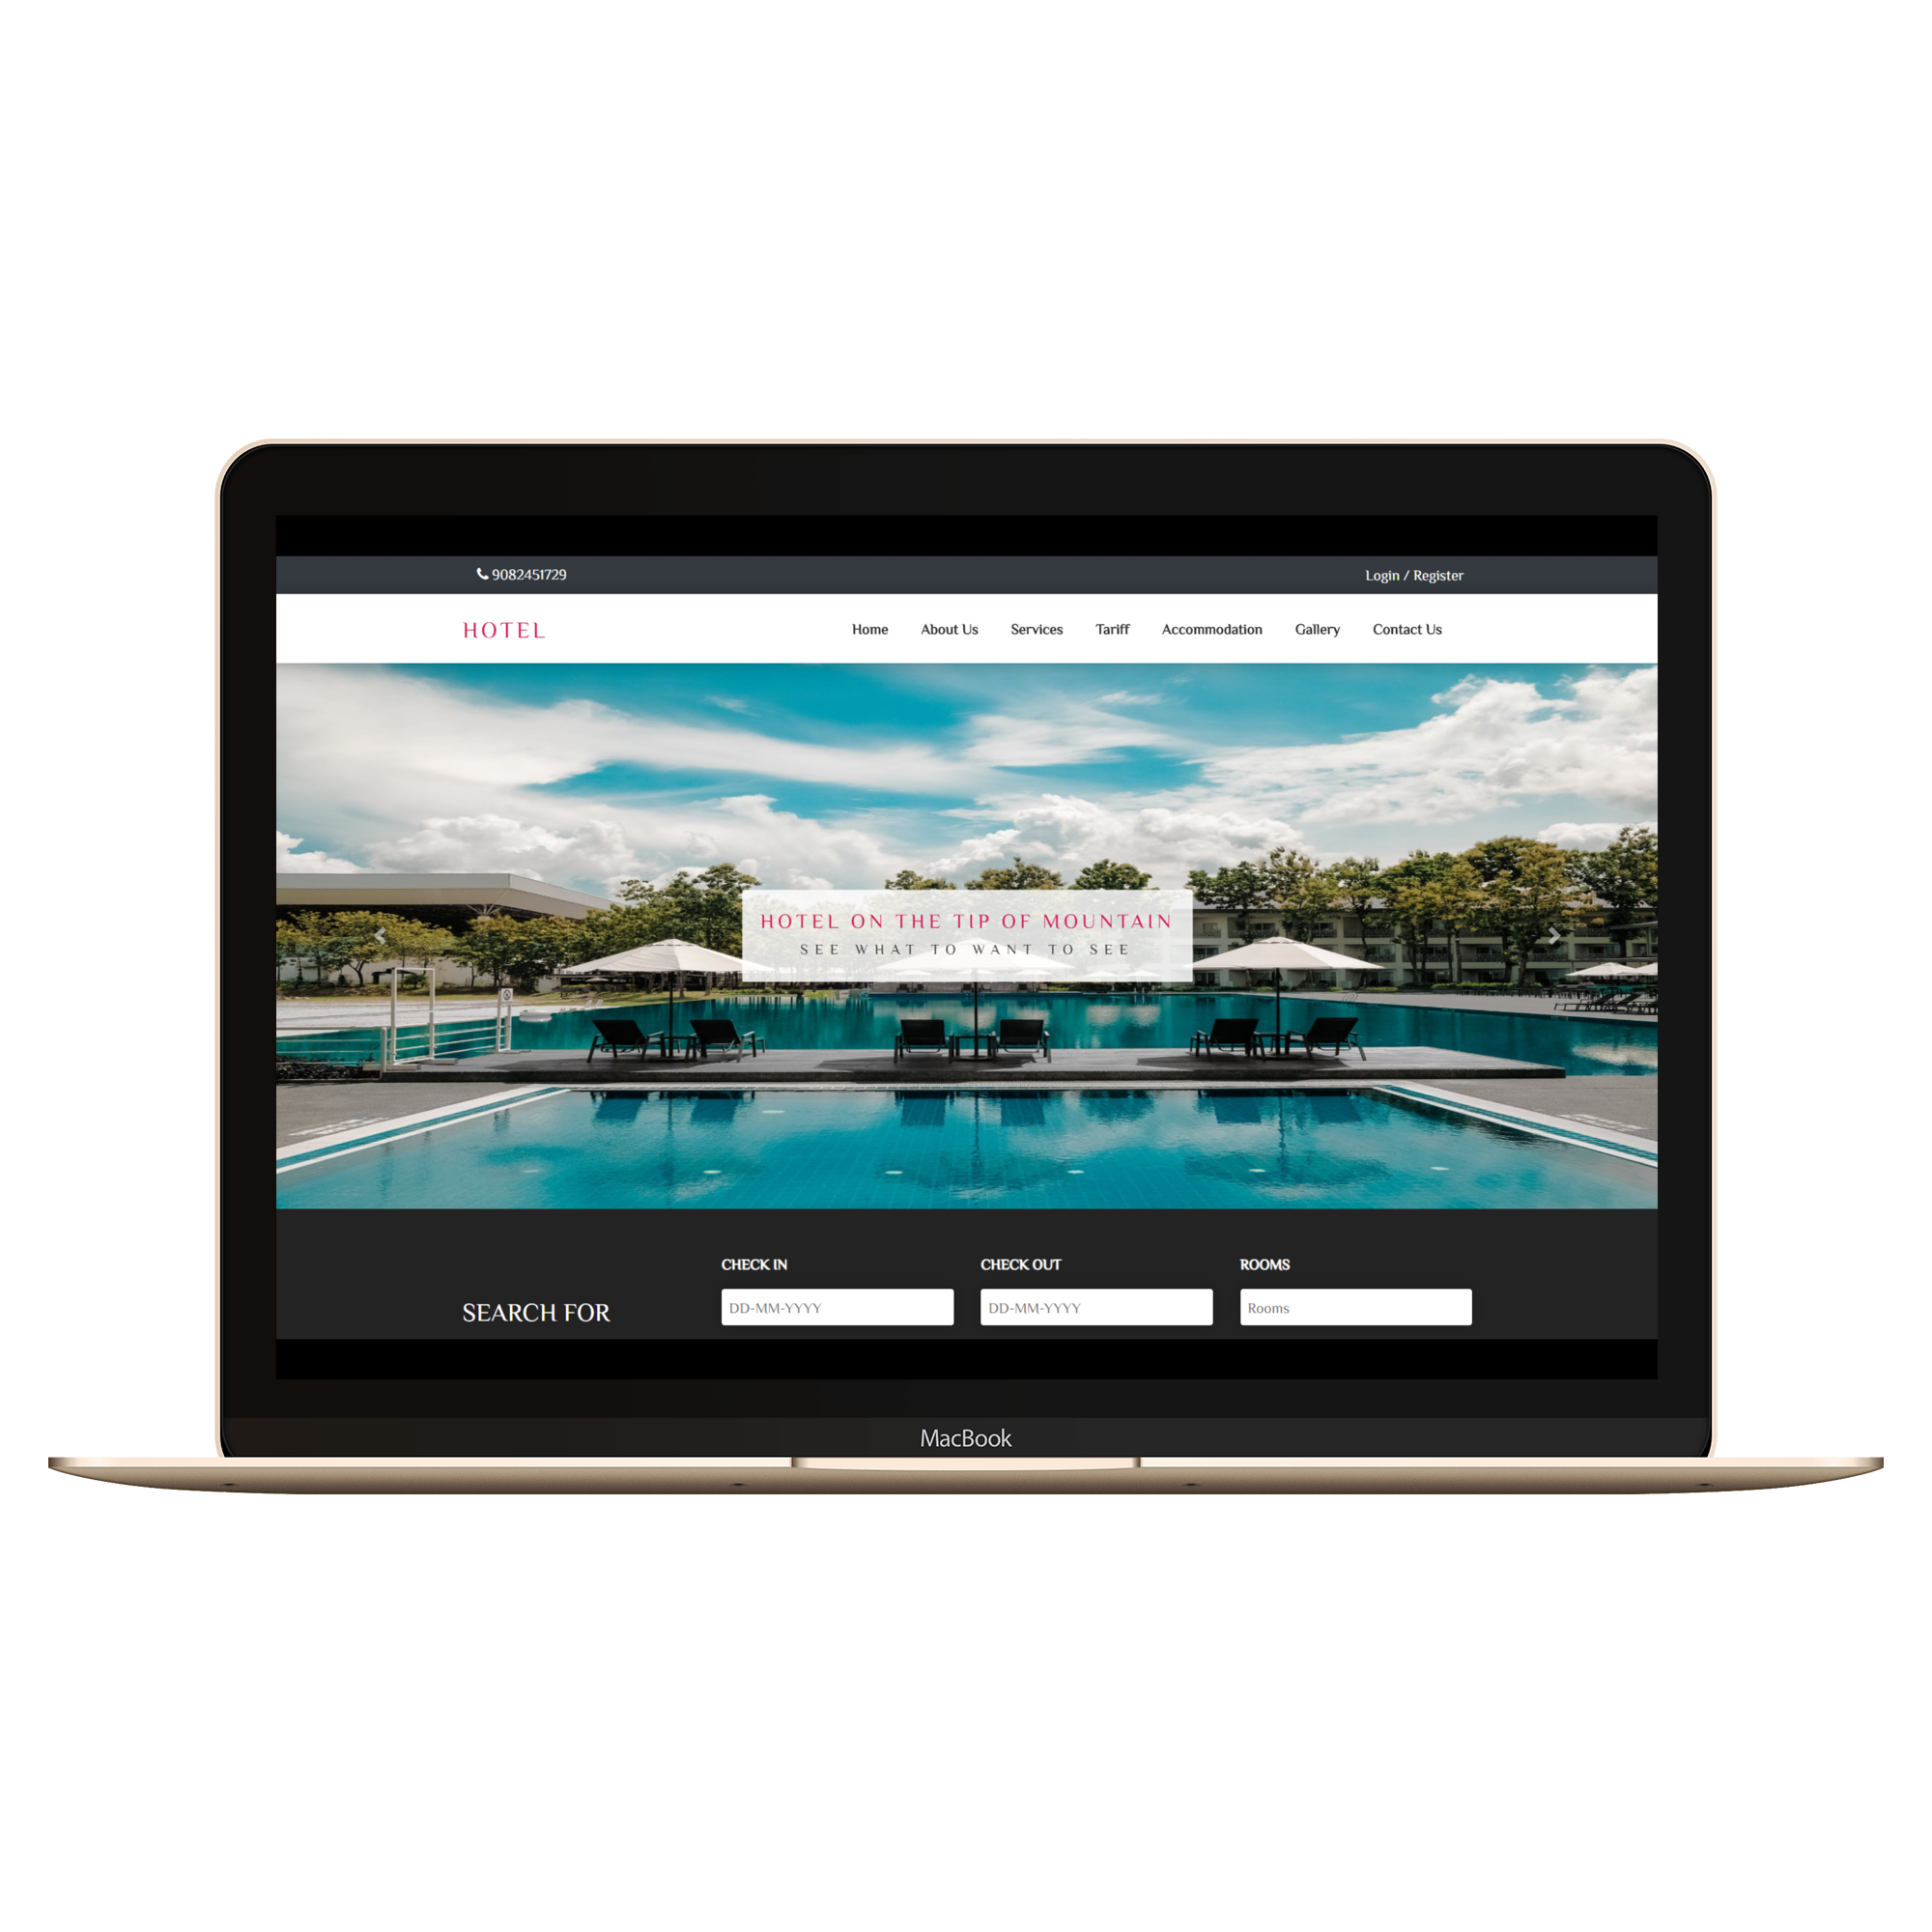 9082451729 Login / Register
HOTEL Home About Us Services Tariff Accommodation Gallery Contact Us
HOTEL ON THE TIP OF MOUNTAIN
SEE WHAT TO WANT TO SEE
CHECK IN CHECK OUT ROOMS
SEARCH FOR DD-MM-YYYY DD-MM-YYYY Rooms
MacBook